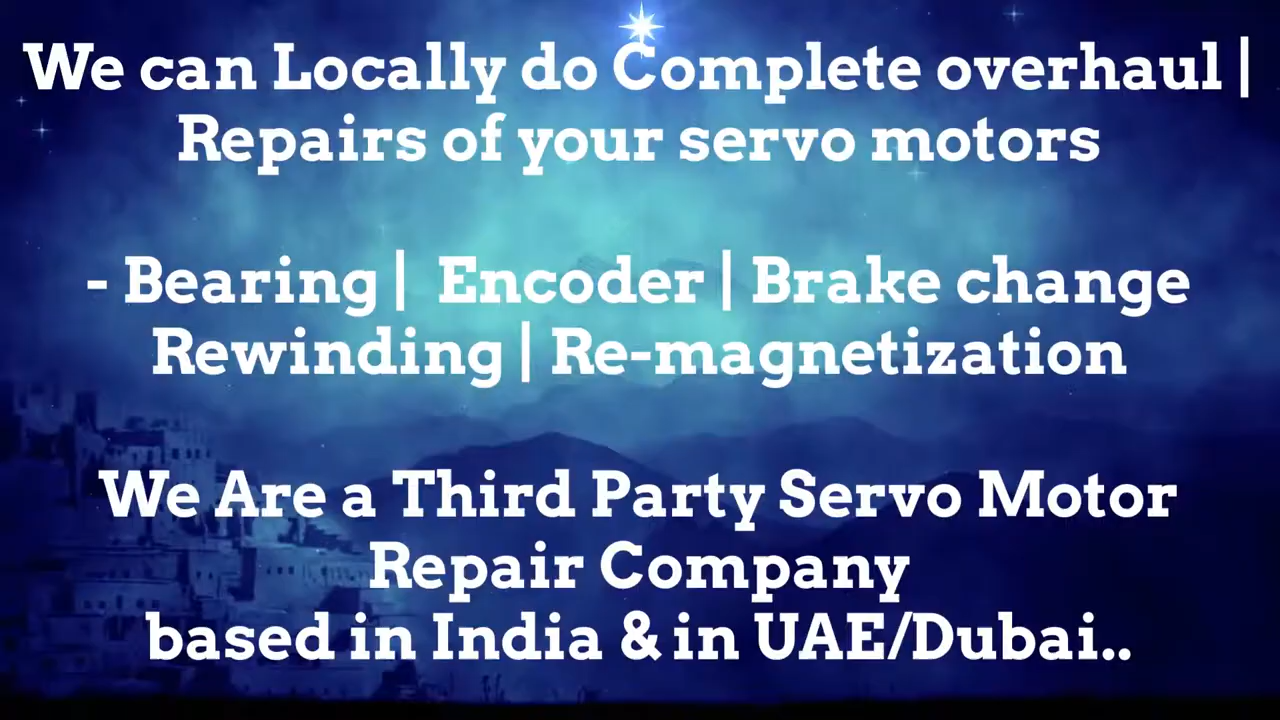 We can Locally do Complete overhaul |
Repairs of your servo motors
- Bearing | Encoder | Brake change
Rewinding | Re-magnetization
We Are a Third Party Servo Motor
Repair Company
based in India & in UAE/Dubai..